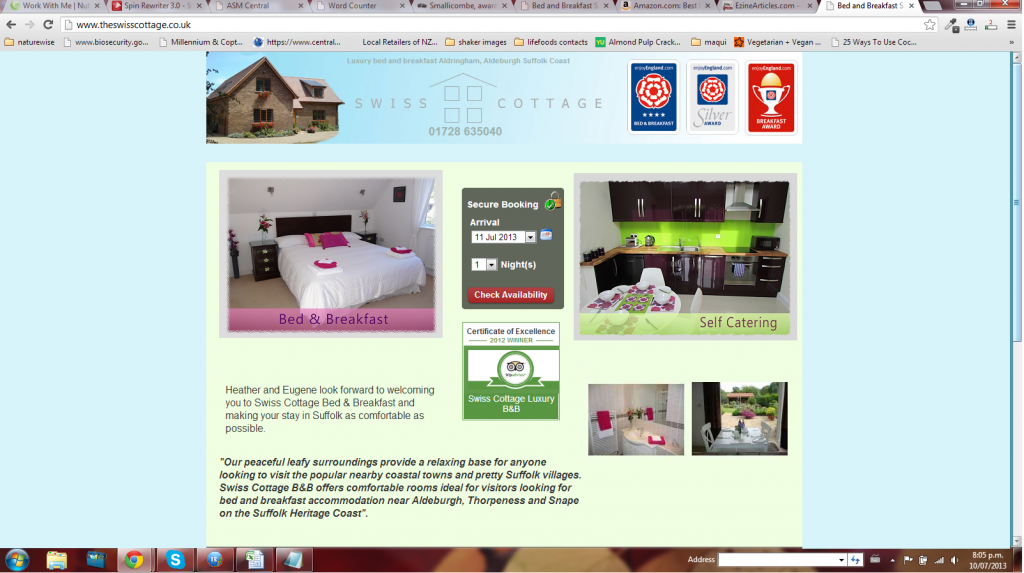 Work With Me | Nu
Spin Rewriter 3.0 - S
ASM Central
Word Counter
Smallicombe, awar
Bed and Breakfast S
Amazon.com: Best
EzineArticles.com -
Bed and Breakfast S
www.theswisscottage.co.uk
naturewise
www.biosecurity.go...
Millennium & Copt...
https://www.central...
Local Retailers of NZ...
shaker images
lifefoods contacts
YU Almond Pulp Crack...
maqui
Vegetarian + Vegan ...
25 Ways To Use Coc...
»
Luxury bed and breakfast Aldringham, Aldeburgh Suffolk Coast
SWISS COTTAGE
01728 635040
enjoyEngland.com
★★★★
BED & BREAKFAST
enjoyEngland.com
Silver
AWARD
enjoyEngland.com
BREAKFAST
AWARD
Bed & Breakfast
Secure Booking
Arrival
11 Jul 2013
1 Night(s)
Check Availability
Self Catering
Certificate of Excellence
2012 WINNER
tripadvisor
Swiss Cottage Luxury
B&B
Heather and Eugene look forward to welcoming
you to Swiss Cottage Bed & Breakfast and
making your stay in Suffolk as comfortable as
possible.
"Our peaceful leafy surroundings provide a relaxing base for anyone
looking to visit the popular nearby coastal towns and pretty Suffolk villages.
Swiss Cottage B&B offers comfortable rooms ideal for visitors looking for
bed and breakfast accommodation near Aldeburgh, Thorpeness and Snape
on the Suffolk Heritage Coast".
Address
8:05 p.m.
10/07/2013